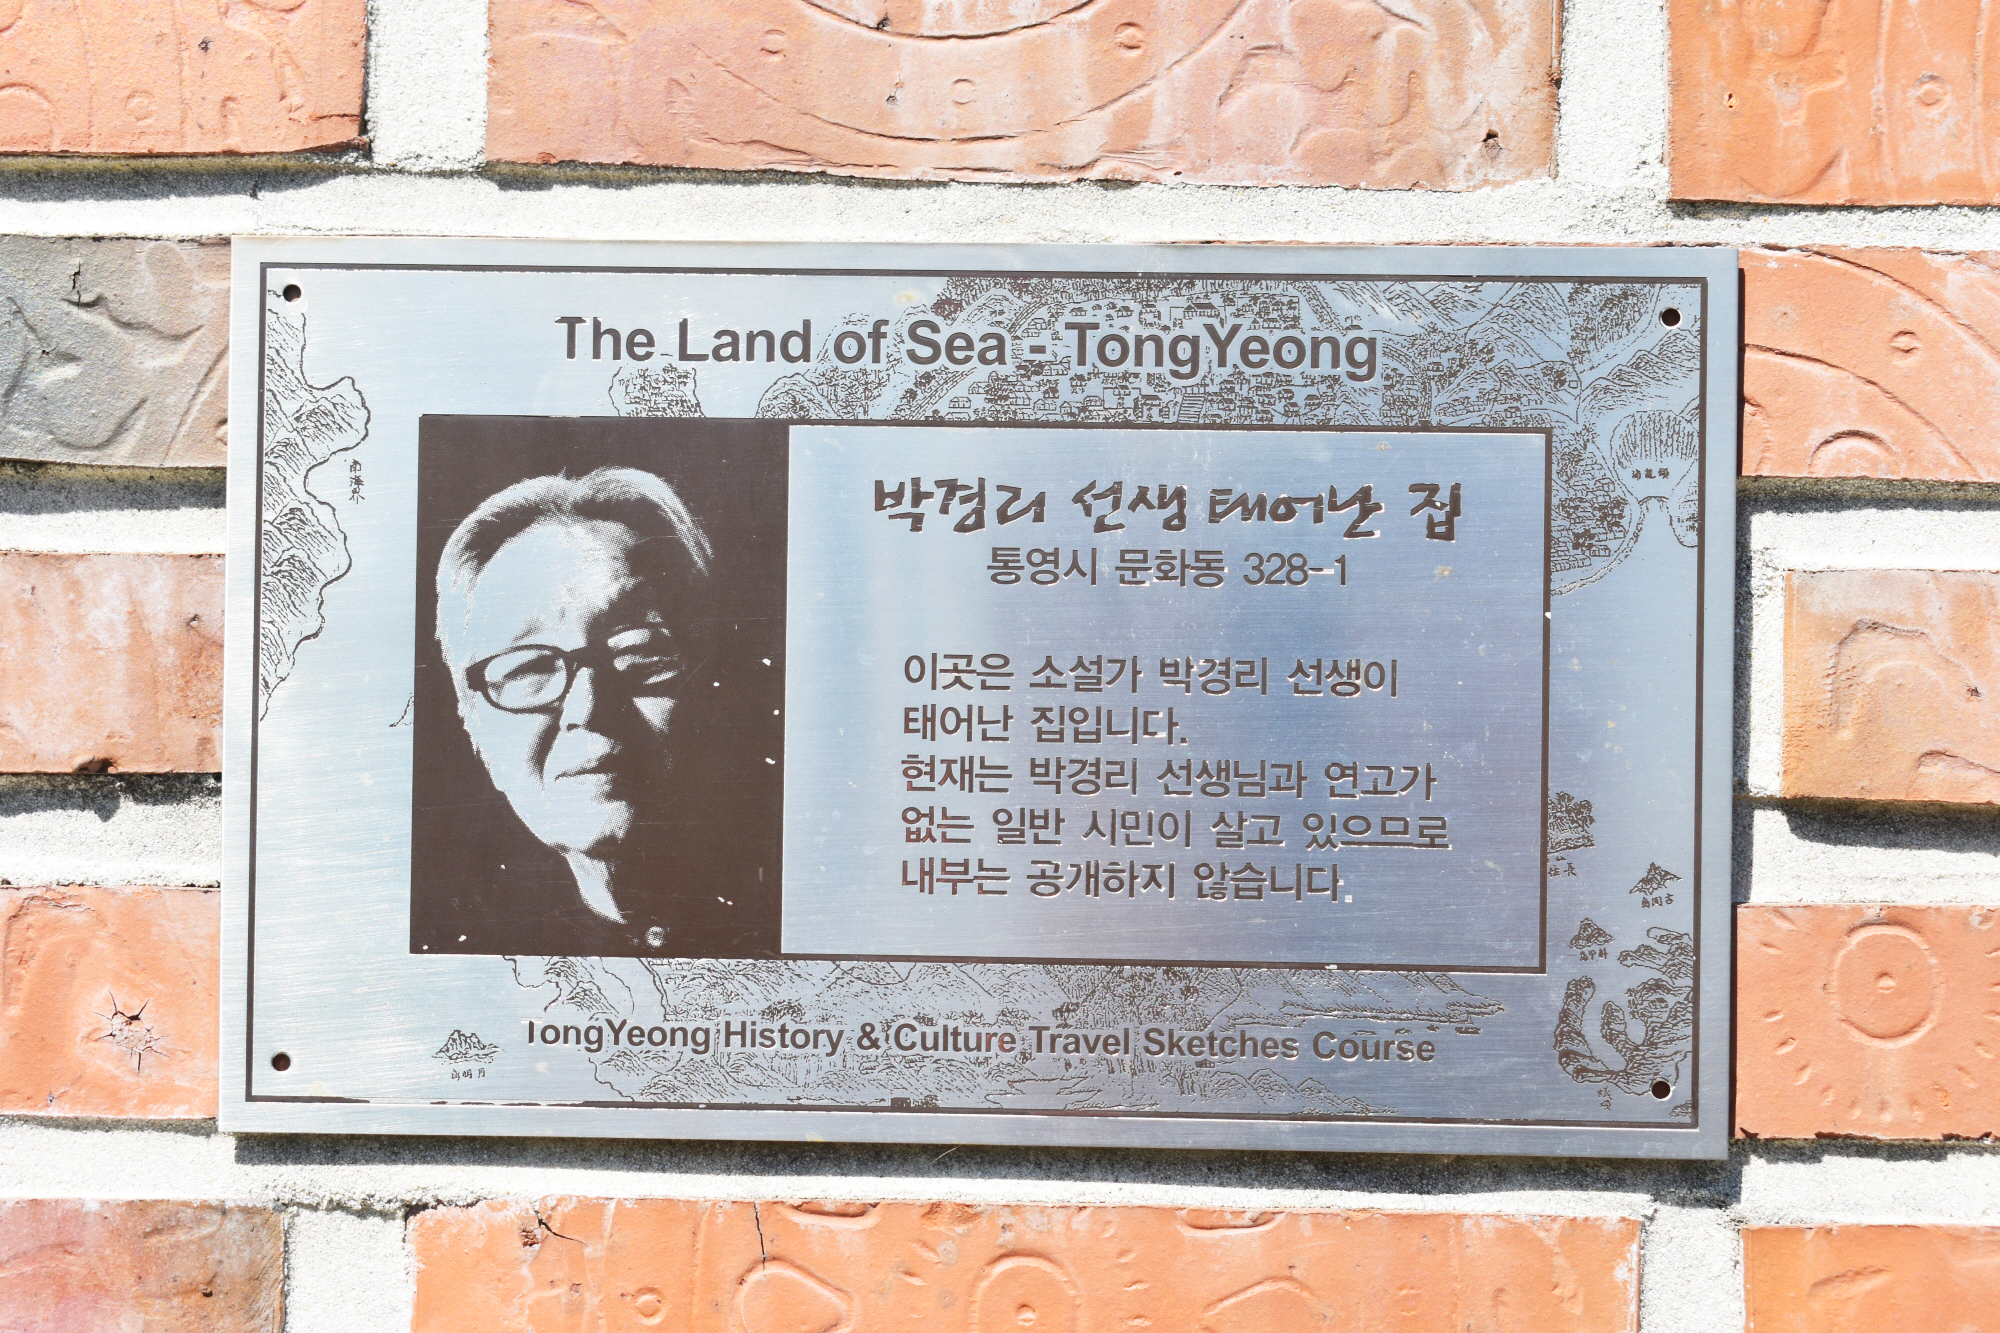 The Land of Sea - TongYeong
박경리 선생 태어난 집
통영시 문화동 328-1
이곳은 소설가 박경리 선생이
태어난 집입니다.
현재는 박경리 선생님과 연고가
없는 일반 시민이 살고 있으므로
내부는 공개하지 않습니다.
TongYeong History & Culture Travel Sketches Course
南海界